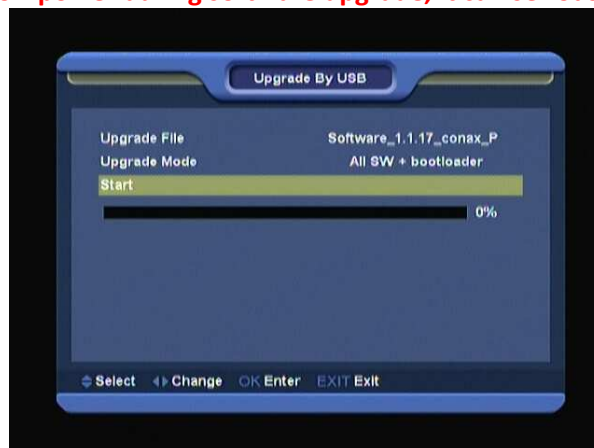 Upgrade By USB
Upgrade File Software_1.1.17_conax_P
Upgrade Mode All SW + bootloader
Start
0%
Select Change OK Enter EXIT Exit